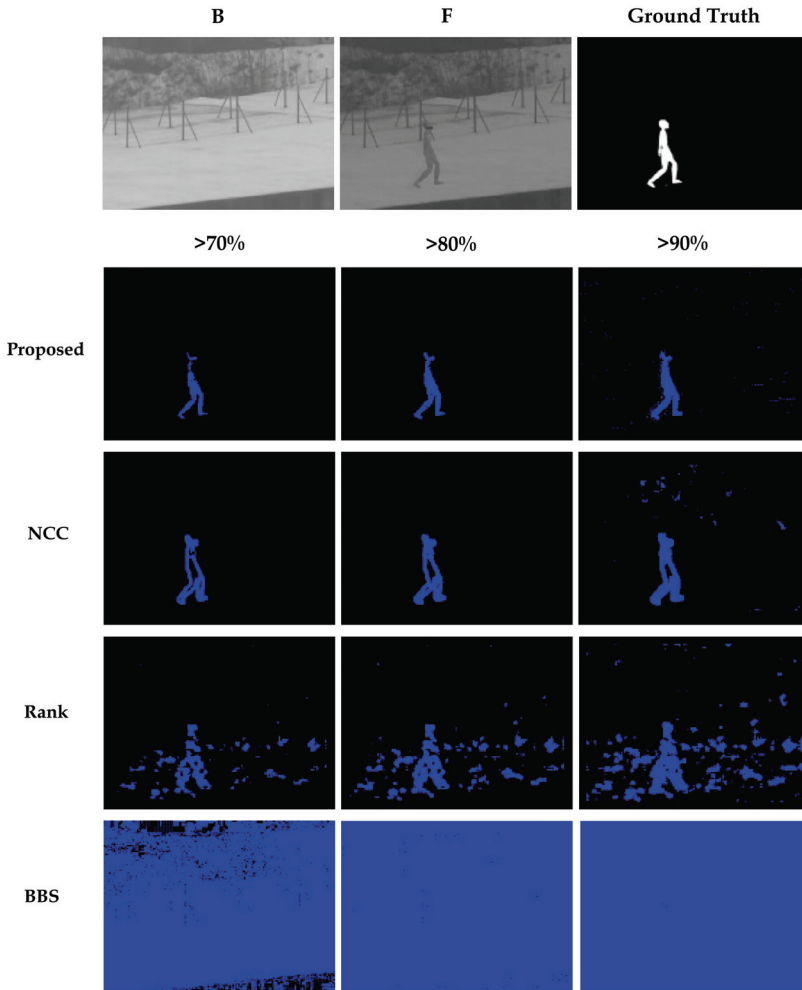 B F Ground Truth
>70% >80% >90%
Proposed
NCC
Rank
BBS